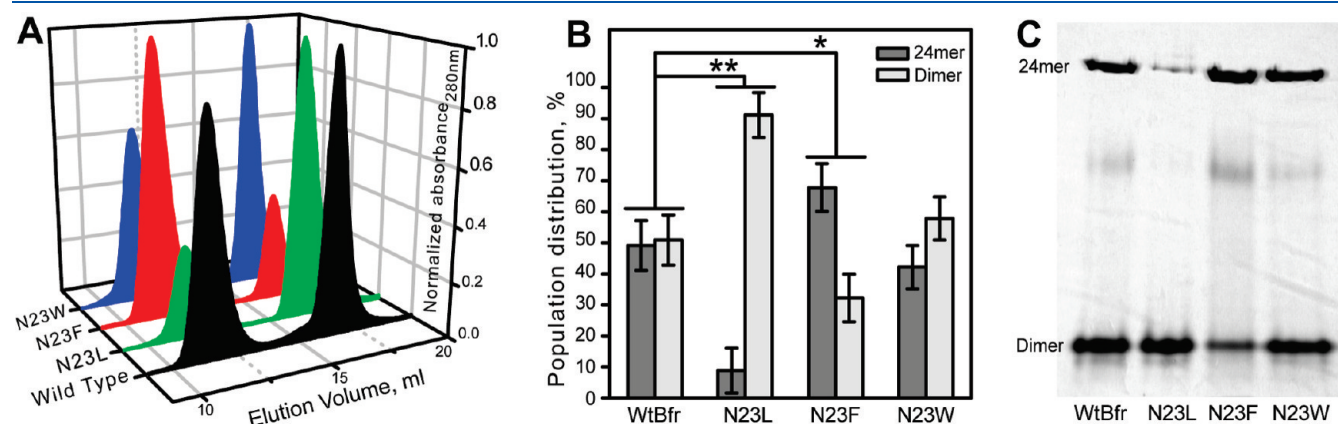 A
1.0
0.8
0.6
0.4
0.2
0.0
Normalized absorbance 280nm
N23W
N23F
N23L
Wild Type
10
15
20
Elution Volume, ml
B
24mer
Dimer
*
**
Population distribution, %
100
90
80
70
60
50
40
30
20
10
0
WtBfr N23L N23F N23W
C
24mer
Dimer
WtBfr N23L N23F N23W